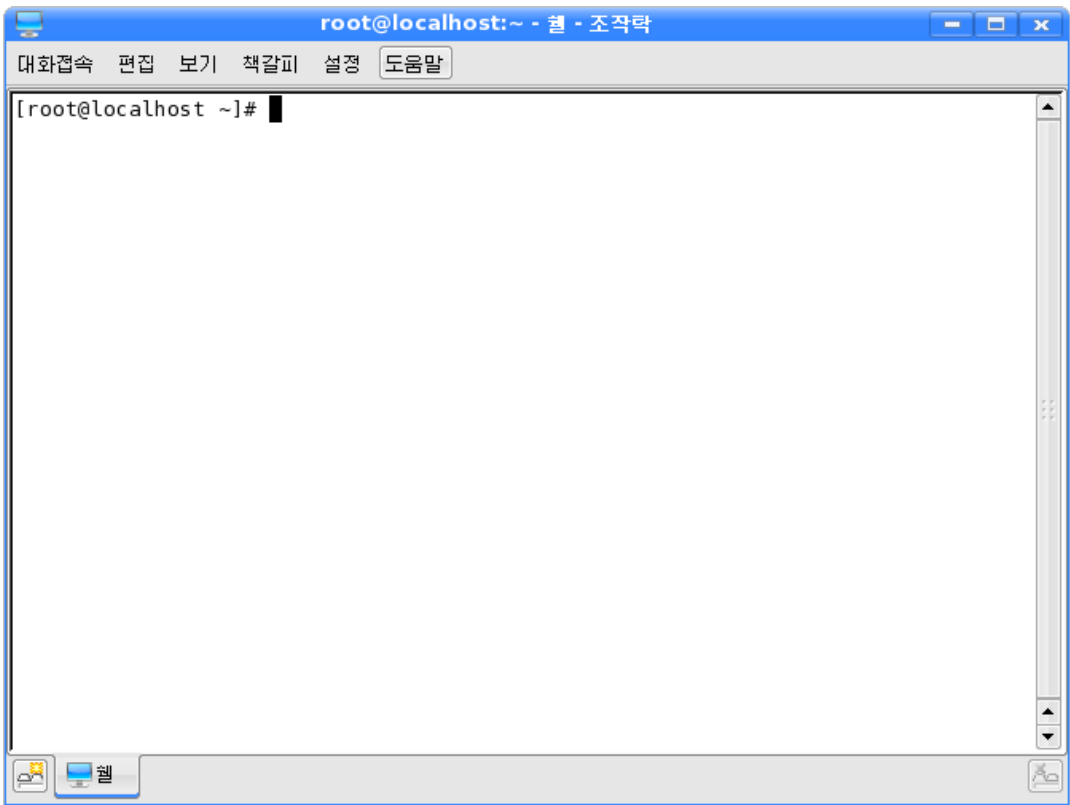 root@localhost:~ - 쉘 - 조작탁
대화접속 편집 보기 책갈피 설정 도움말
[root@localhost ~]#
쉘